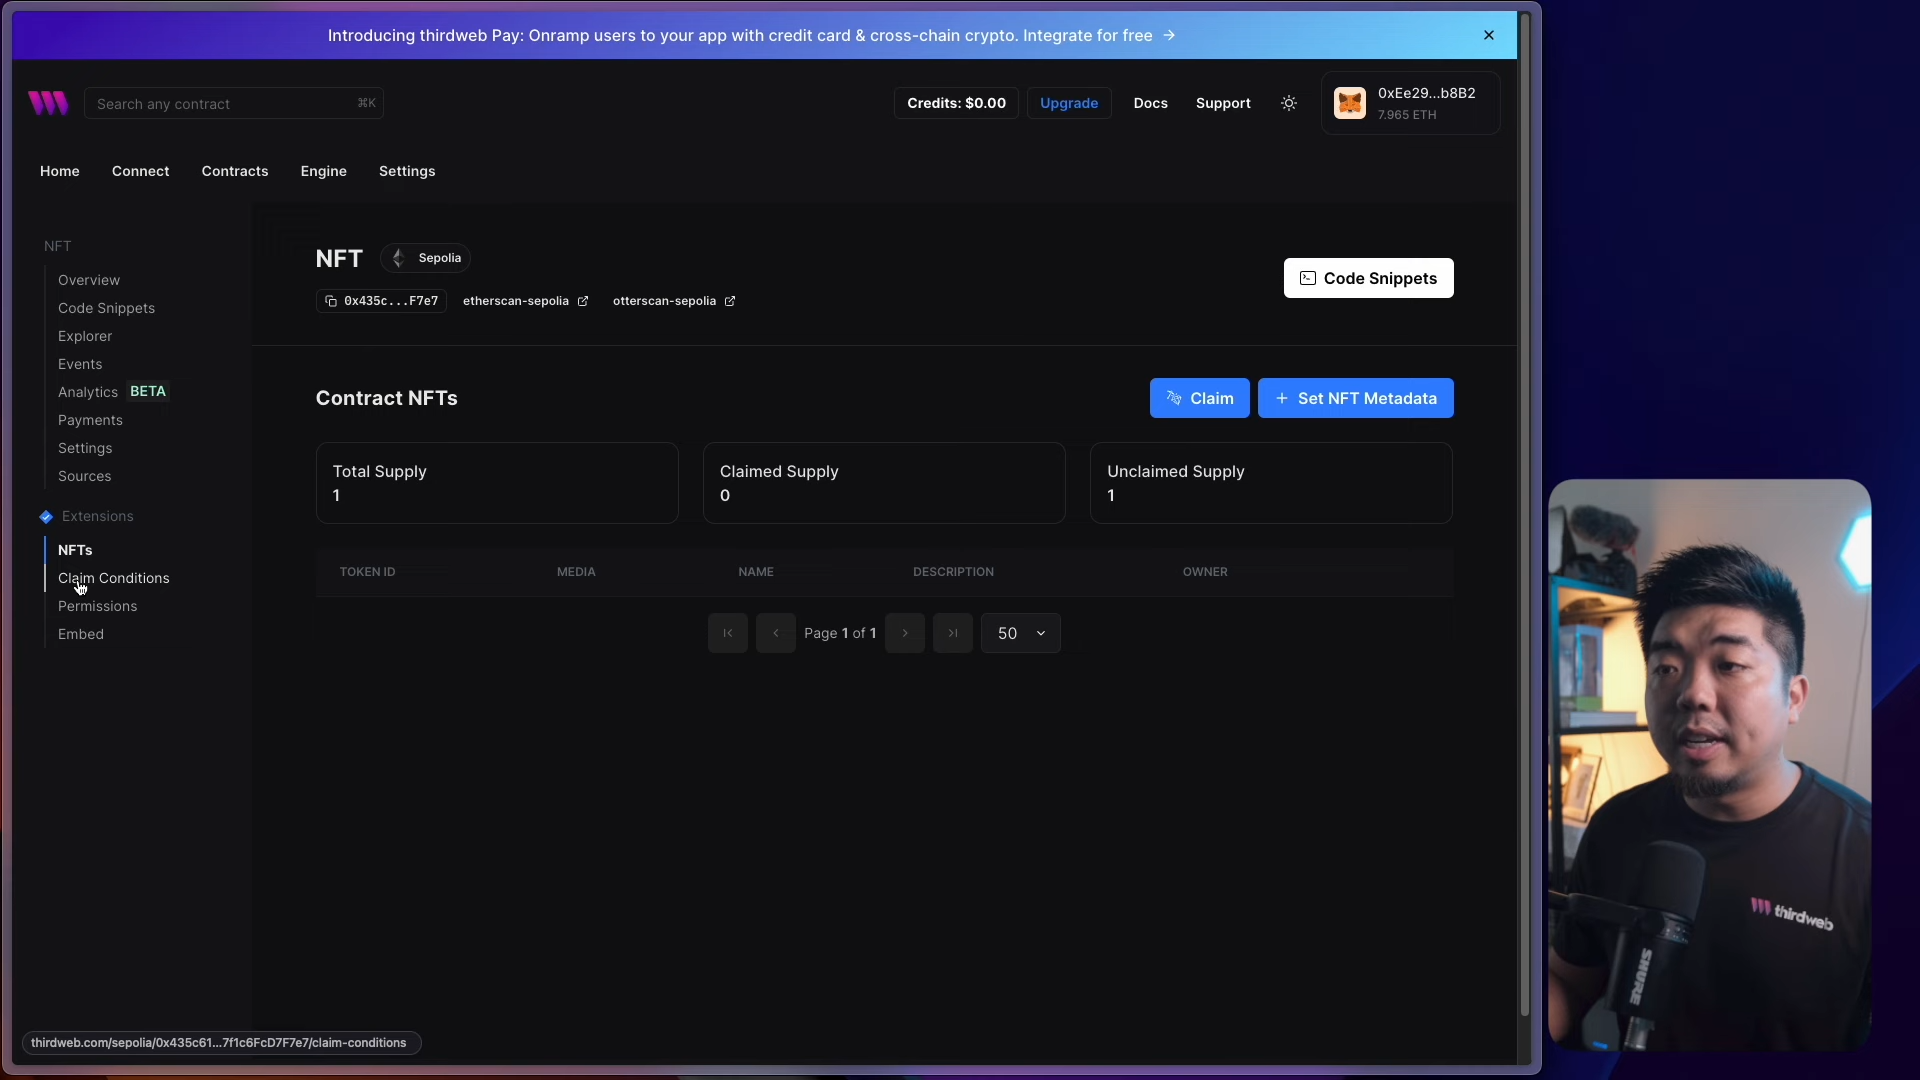 Introducing thirdweb Pay: Onramp users to your app with credit card & cross-chain crypto. Integrate for free →
Search any contract ⌘K
Credits: $0.00
Upgrade
Docs
Support
0xEe29...b8B2
7.965 ETH
Home
Connect
Contracts
Engine
Settings
NFT
Overview
Code Snippets
Explorer
Events
Analytics BETA
Payments
Settings
Sources
Extensions
NFTs
Claim Conditions
Permissions
Embed
NFT
Sepolia
0x435c...F7e7
etherscan-sepolia
otterscan-sepolia
Code Snippets
Contract NFTs
Claim
+ Set NFT Metadata
Total Supply
1
Claimed Supply
0
Unclaimed Supply
1
TOKEN ID
MEDIA
NAME
DESCRIPTION
OWNER
Page 1 of 1
50
thirdweb.com/sepolia/0x435c61...7f1c6FcD7F7e7/claim-conditions
thirdweb
SHURE